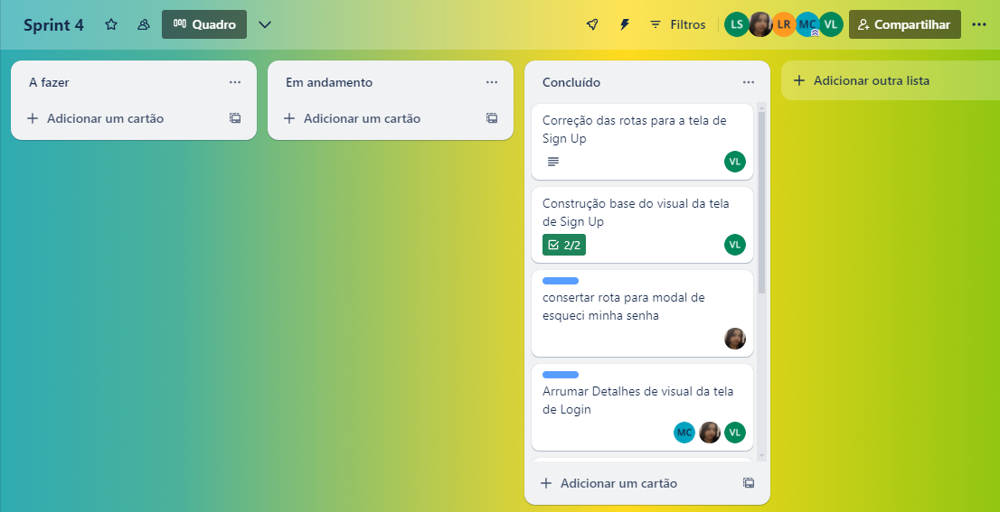 Sprint 4
Quadro
Filtros
LS
LR
MC
VL
Compartilhar
A fazer
Adicionar um cartão
Em andamento
Adicionar um cartão
Concluído
Correção das rotas para a tela de
Sign Up
VL
Construção base do visual da tela
de Sign Up
2/2
VL
consertar rota para modal de
esqueci minha senha
Arrumar Detalhes de visual da tela
de Login
MC
VL
Adicionar um cartão
Adicionar outra lista